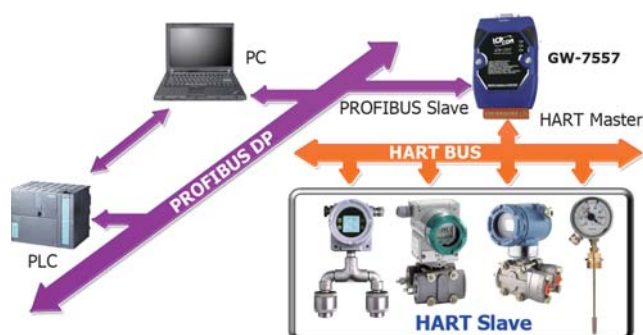 PC
GW-7557
PROFIBUS Slave
HART Master
PROFIBUS DP
HART BUS
PLC
HART Slave